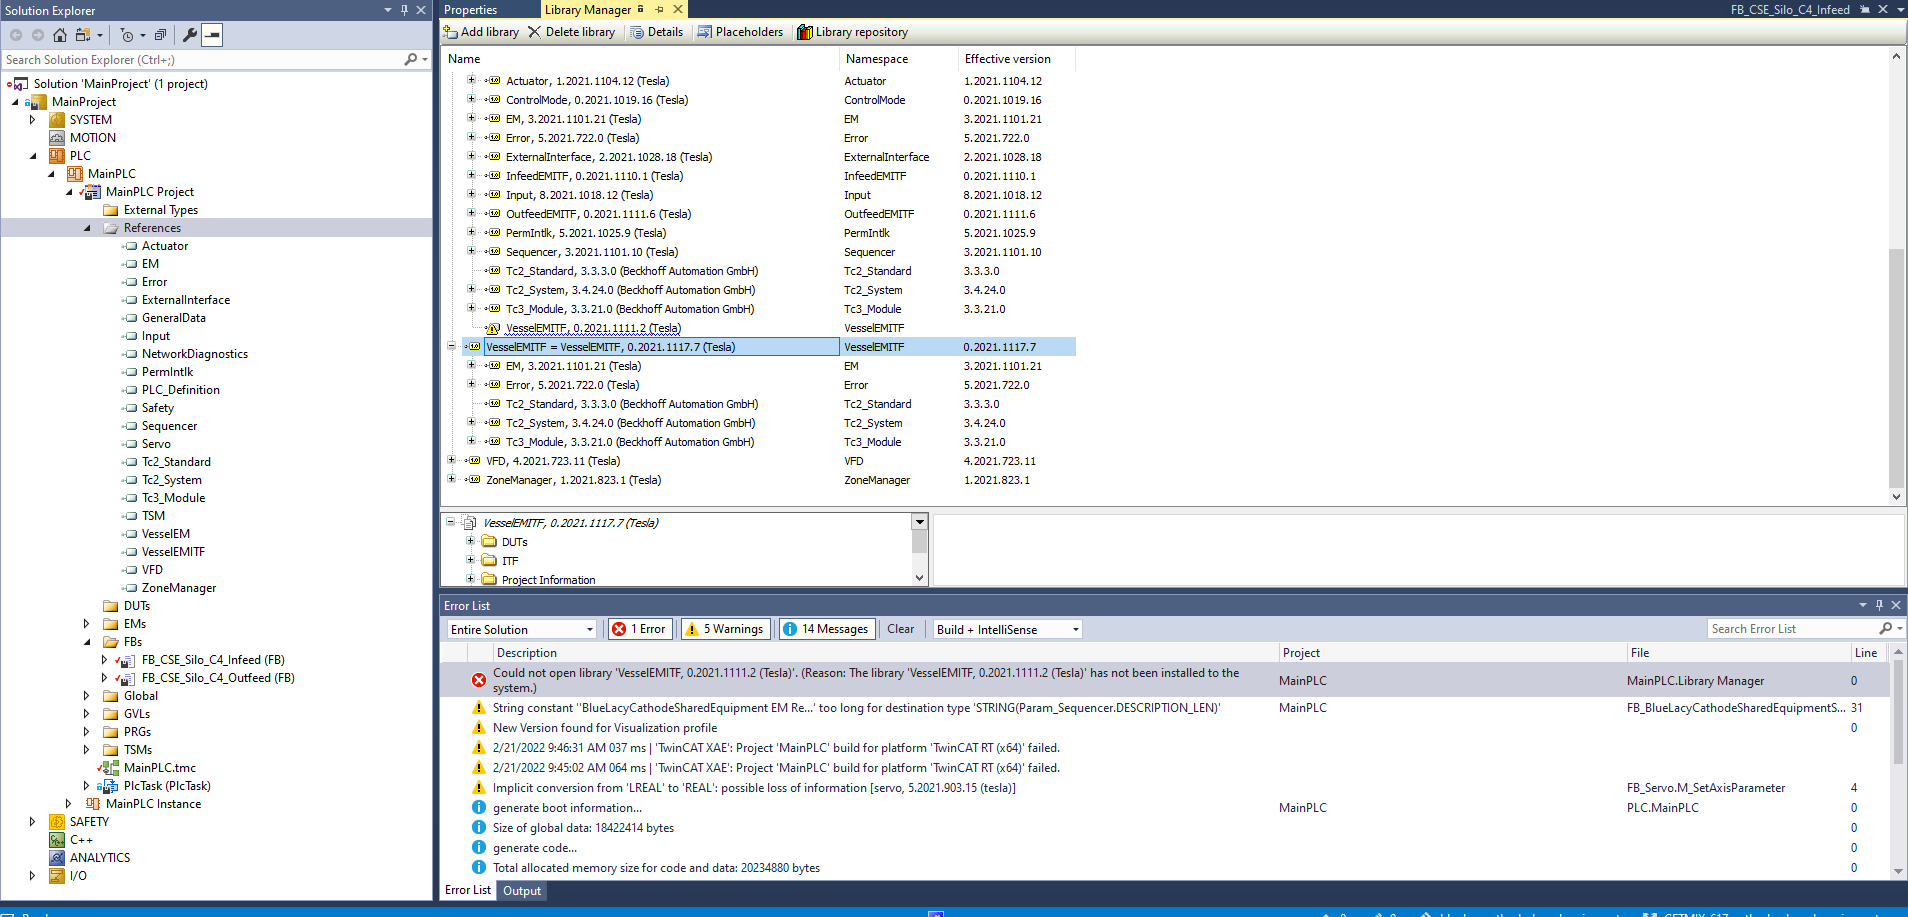 Solution Explorer
Search Solution Explorer (Ctrl+;)
Solution 'MainProject' (1 project)
MainProject
SYSTEM
MOTION
PLC
MainPLC
MainPLC Project
External Types
References
Actuator
EM
Error
ExternalInterface
GeneralData
Input
NetworkDiagnostics
PermIntlk
PLC_Definition
Safety
Sequencer
Servo
Tc2_Standard
Tc2_System
Tc3_Module
TSM
VesselEM
VesselEMITF
VFD
ZoneManager
DUTs
EMs
FBs
FB_CSE_Silo_C4_Infeed (FB)
FB_CSE_Silo_C4_Outfeed (FB)
Global
GVLs
PRGs
TSMs
MainPLC.tmc
PlcTask (PlcTask)
MainPLC Instance
SAFETY
C++
ANALYTICS
I/O
Properties Library Manager FB_CSE_Silo_C4_Infeed
Add library Delete library Details Placeholders Library repository
Name Namespace Effective version
Actuator, 1.2021.1104.12 (Tesla) Actuator 1.2021.1104.12
ControlMode, 0.2021.1019.16 (Tesla) ControlMode 0.2021.1019.16
EM, 3.2021.1101.21 (Tesla) EM 3.2021.1101.21
Error, 5.2021.722.0 (Tesla) Error 5.2021.722.0
ExternalInterface, 2.2021.1028.18 (Tesla) ExternalInterface 2.2021.1028.18
InfeedEMITF, 0.2021.1110.1 (Tesla) InfeedEMITF 0.2021.1110.1
Input, 8.2021.1018.12 (Tesla) Input 8.2021.1018.12
OutfeedEMITF, 0.2021.1111.6 (Tesla) OutfeedEMITF 0.2021.1111.6
PermIntlk, 5.2021.1025.9 (Tesla) PermIntlk 5.2021.1025.9
Sequencer, 3.2021.1101.10 (Tesla) Sequencer 3.2021.1101.10
Tc2_Standard, 3.3.3.0 (Beckhoff Automation GmbH) Tc2_Standard 3.3.3.0
Tc2_System, 3.4.24.0 (Beckhoff Automation GmbH) Tc2_System 3.4.24.0
Tc3_Module, 3.3.21.0 (Beckhoff Automation GmbH) Tc3_Module 3.3.21.0
VesselEMITF, 0.2021.1111.2 (Tesla) VesselEMITF
VesselEMITF = VesselEMITF, 0.2021.1117.7 (Tesla) VesselEMITF 0.2021.1117.7
EM, 3.2021.1101.21 (Tesla) EM 3.2021.1101.21
Error, 5.2021.722.0 (Tesla) Error 5.2021.722.0
Tc2_Standard, 3.3.3.0 (Beckhoff Automation GmbH) Tc2_Standard 3.3.3.0
Tc2_System, 3.4.24.0 (Beckhoff Automation GmbH) Tc2_System 3.4.24.0
Tc3_Module, 3.3.21.0 (Beckhoff Automation GmbH) Tc3_Module 3.3.21.0
VFD, 4.2021.723.11 (Tesla) VFD 4.2021.723.11
ZoneManager, 1.2021.823.1 (Tesla) ZoneManager 1.2021.823.1
VesselEMITF, 0.2021.1117.7 (Tesla)
DUTs
ITF
Project Information
Error List
Entire Solution 1 Error 5 Warnings 14 Messages Clear Build + IntelliSense Search Error List
Description Project File Line
Could not open library 'VesselEMITF, 0.2021.1111.2 (Tesla)'. (Reason: The library 'VesselEMITF, 0.2021.1111.2 (Tesla)' has not been installed to the
system.) MainPLC MainPLC.Library Manager 0
String constant ''BlueLacyCathodeSharedEquipment EM Re...' too long for destination type 'STRING(Param_Sequencer.DESCRIPTION_LEN)' MainPLC FB_BlueLacyCathodeSharedEquipmentS... 31
New Version found for Visualization profile 0
2/21/2022 9:46:31 AM 037 ms | 'TwinCAT XAE': Project 'MainPLC' build for platform 'TwinCAT RT (x64)' failed.
2/21/2022 9:45:02 AM 064 ms | 'TwinCAT XAE': Project 'MainPLC' build for platform 'TwinCAT RT (x64)' failed.
Implicit conversion from 'LREAL' to 'REAL': possible loss of information [servo, 5.2021.903.15 (tesla)] FB_Servo.M_SetAxisParameter 4
generate boot information... MainPLC PLC.MainPLC 0
Size of global data: 18422414 bytes 0
generate code... 0
Total allocated memory size for code and data: 20234880 bytes 0
Error List Output